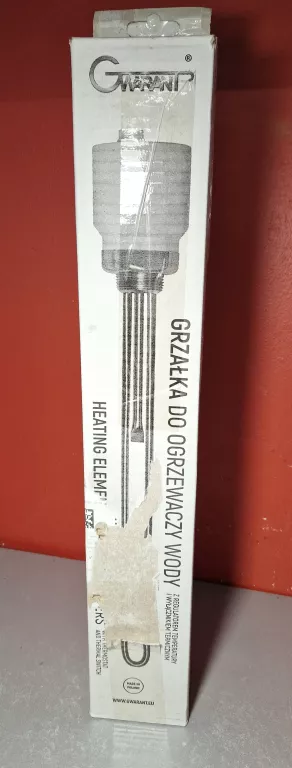 GWARANT®
GRZAŁKA DO OGRZEWACZY WODY
Z REGULATOREM TEMPERATURY
I WYŁĄCZNIKIEM TERMICZNYM
HEATING
AND THERMAL SWITCH
MADE IN
POLAND
WWW.GWARANT.EU